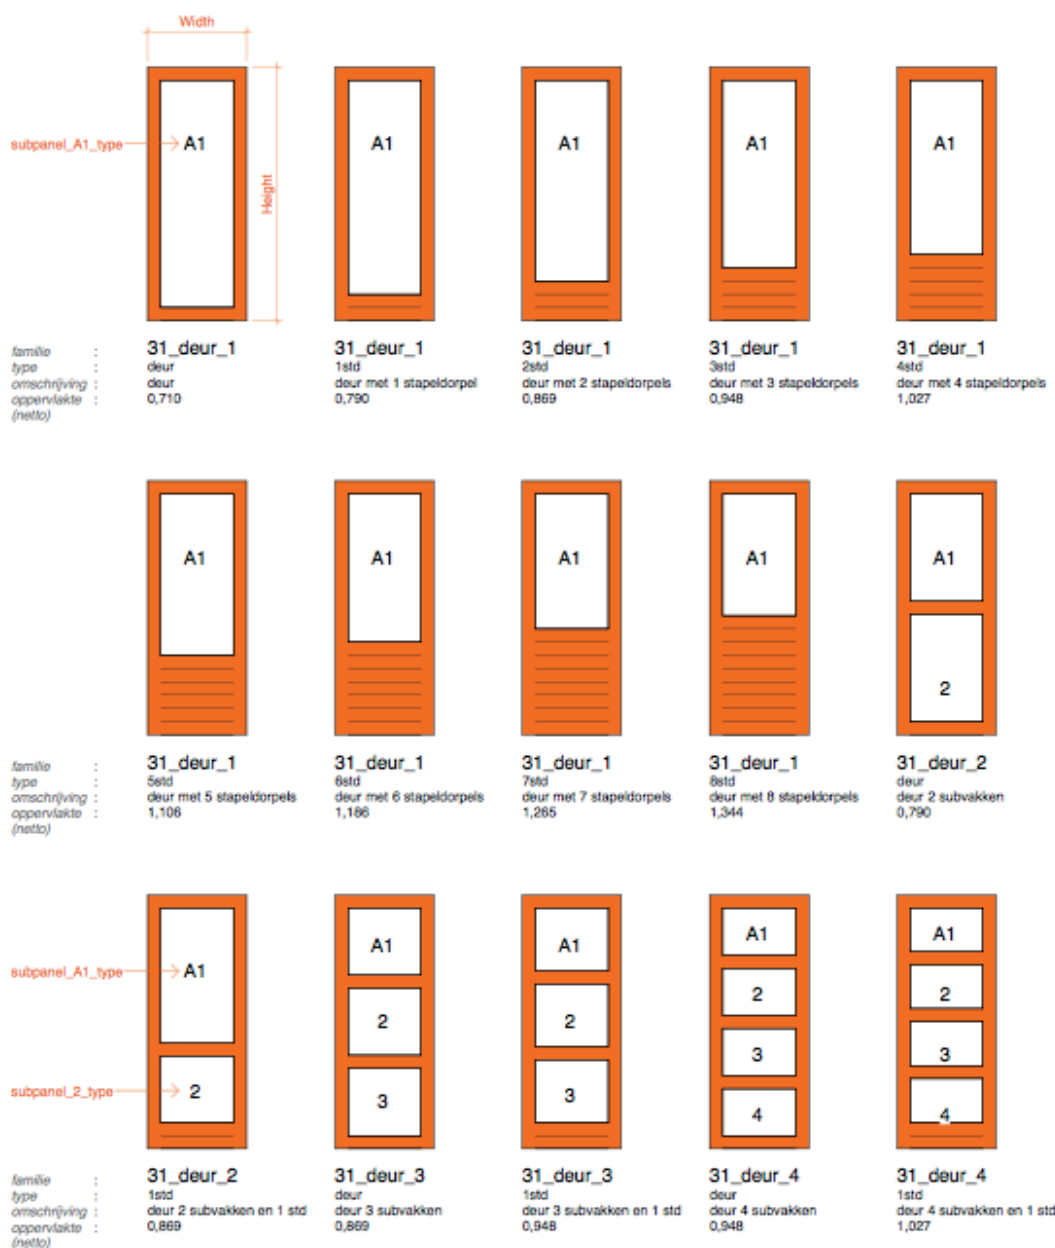 Width
A1 A1 A1 A1 A1
subpanel_A1_type
Height
31_deur_1 31_deur_1 31_deur_1 31_deur_1 31_deur_1
familie :
type : deur 1std 2std 3std 4std
omschrijving : deur deur met 1 stapeldorpel deur met 2 stapeldorpels deur met 3 stapeldorpels deur met 4 stapeldorpels
oppervlakte : 0,710 0,790 0,869 0,948 1,027
(netto)
A1 A1 A1 A1 A1
2
31_deur_1 31_deur_1 31_deur_1 31_deur_1 31_deur_2
familie :
type : 5std 6std 7std 8std deur
omschrijving : deur met 5 stapeldorpels deur met 6 stapeldorpels deur met 7 stapeldorpels deur met 8 stapeldorpels deur 2 subvakken
oppervlakte : 1,106 1,186 1,265 1,344 0,790
(netto)
A1 A1 A1 A1
subpanel_A1_type A1
2 2 2 2
3 3
subpanel_2_type 2 3 3
4 4
31_deur_2 31_deur_3 31_deur_3 31_deur_4 31_deur_4
familie :
type : 1std deur 1std deur 1std
omschrijving : deur 2 subvakken en 1 std deur 3 subvakken deur 3 subvakken en 1 std deur 4 subvakken deur 4 subvakken en 1 std
oppervlakte : 0,869 0,869 0,948 0,948 1,027
(netto)